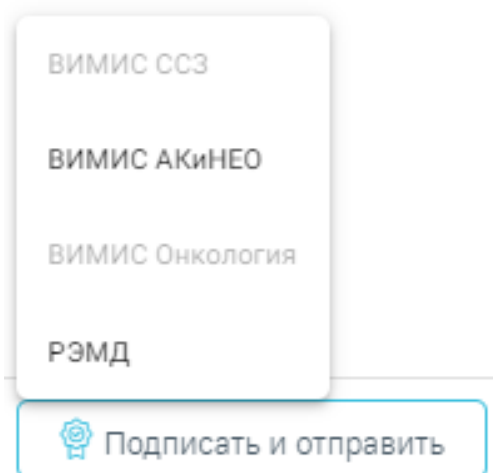 ВИМИС ССЗ
ВИМИС АКиНЕО
ВИМИС Онкология
РЭМД
Подписать и отправить